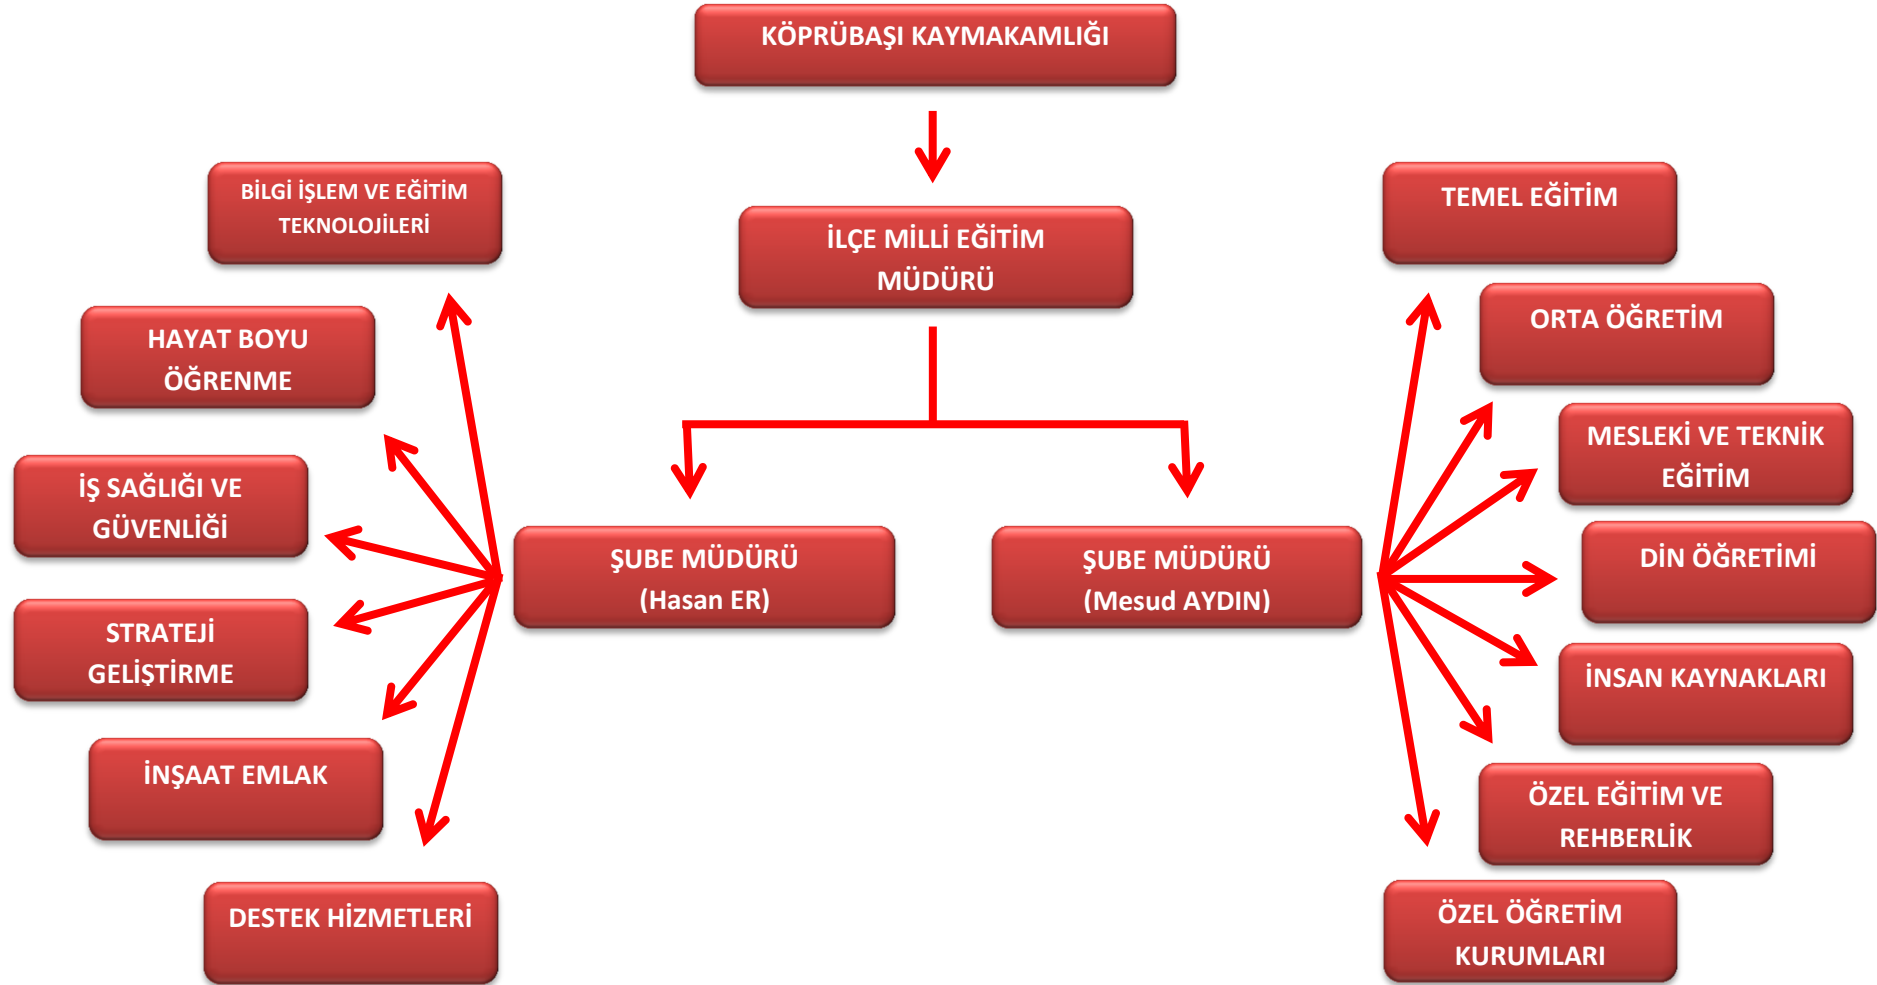 KÖPRÜBAŞI KAYMAKAMLIĞI
İLÇE MİLLİ EĞİTİM
MÜDÜRÜ
BİLGİ İŞLEM VE EĞİTİM
TEKNOLOJİLERİ
HAYAT BOYU
ÖĞRENME
İŞ SAĞLIĞI VE
GÜVENLİĞİ
STRATEJİ
GELİŞTİRME
İNŞAAT EMLAK
DESTEK HİZMETLERİ
ŞUBE MÜDÜRÜ
(Hasan ER)
ŞUBE MÜDÜRÜ
(Mesud AYDIN)
TEMEL EĞİTİM
ORTA ÖĞRETİM
MESLEKİ VE TEKNİK
EĞİTİM
DİN ÖĞRETİMİ
İNSAN KAYNAKLARI
ÖZEL EĞİTİM VE
REHBERLİK
ÖZEL ÖĞRETİM
KURUMLARI